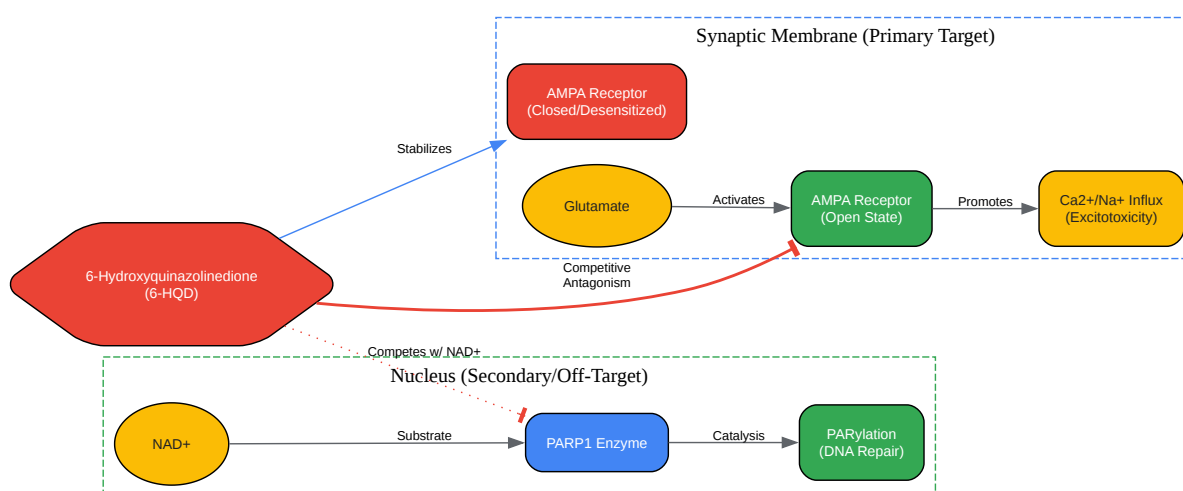 Synaptic Membrane (Primary Target)
AMPA Receptor
(Closed/Desensitized)
Stabilizes
Glutamate
Activates
AMPA Receptor
(Open State)
Promotes
Ca2+/Na+ Influx
(Excitotoxicity)
6-Hydroxyquinazolinedione
(6-HQD)
Competitive
Antagonism
Competes w/ NAD+
Nucleus (Secondary/Off-Target)
NAD+
Substrate
PARP1 Enzyme
Catalysis
PARylation
(DNA Repair)